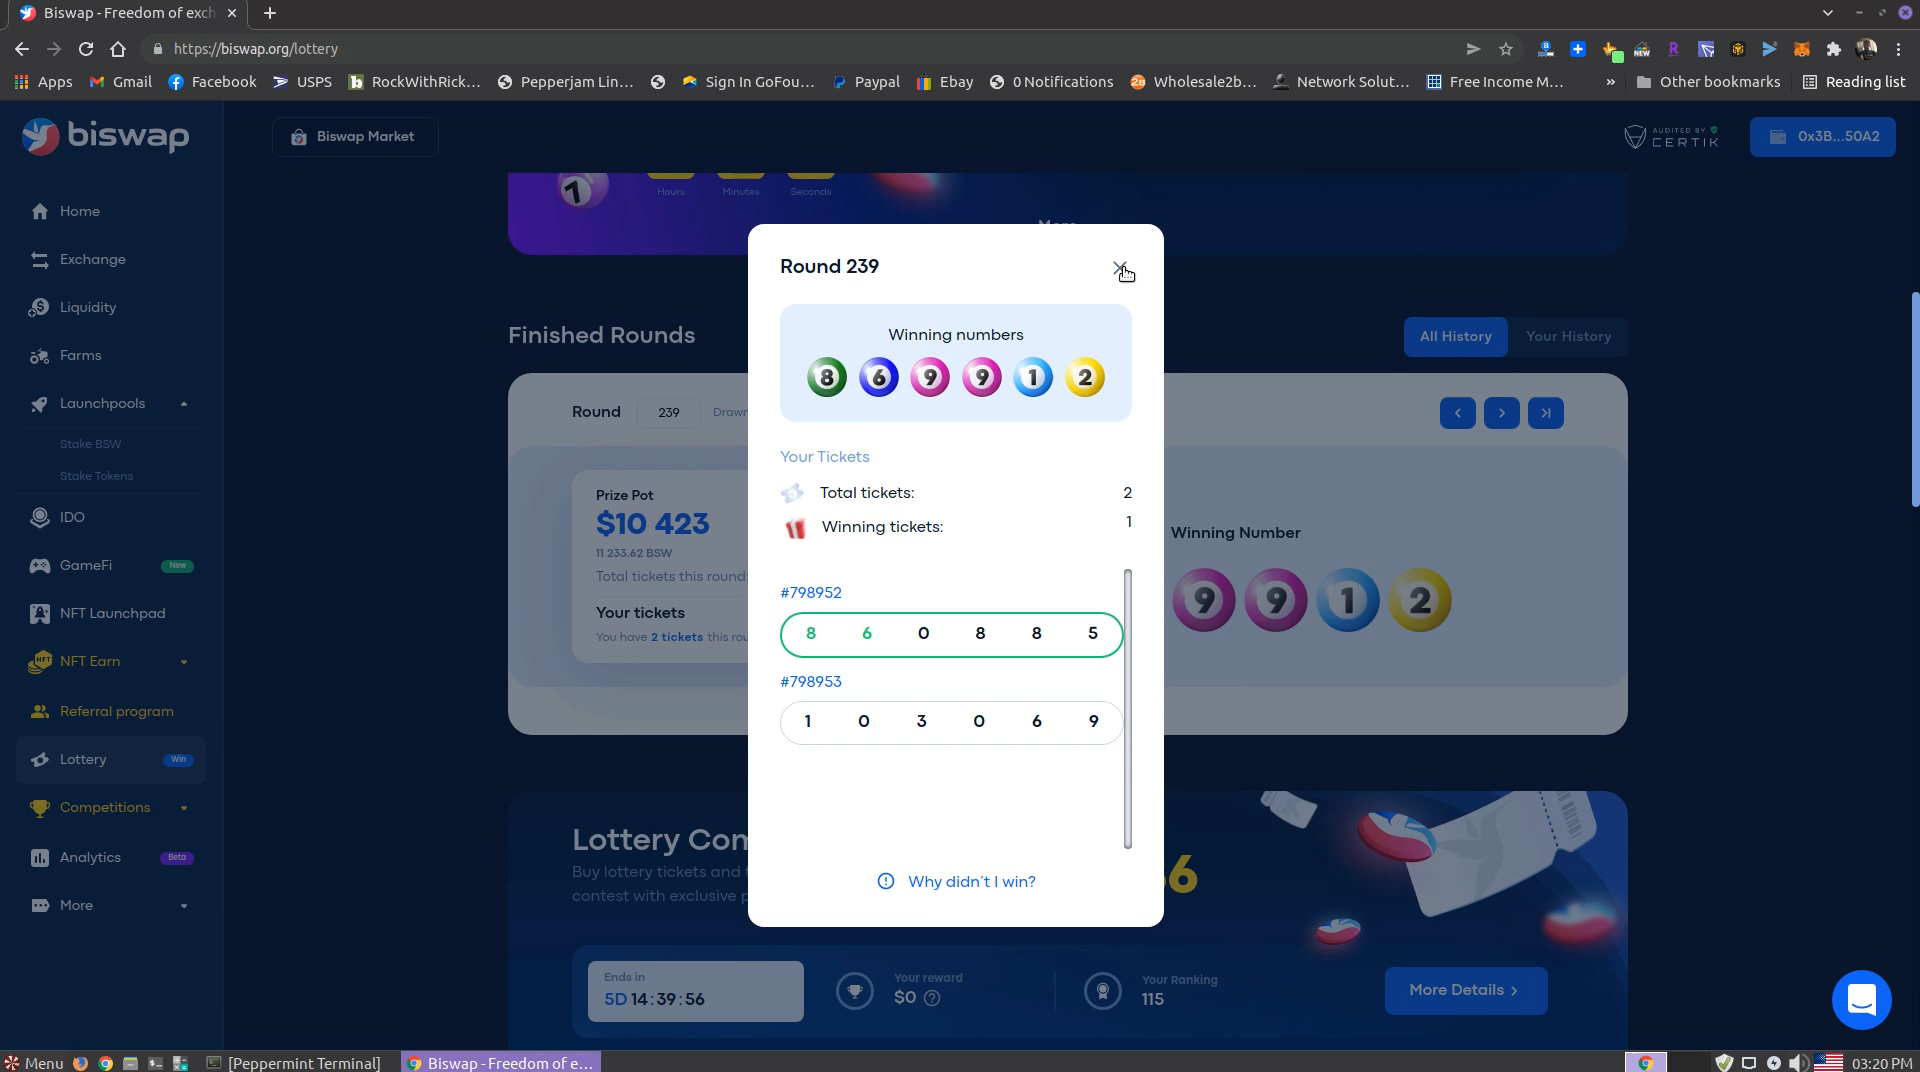 Biswap - Freedom of exch
https://biswap.org/lottery
Apps
Gmail
Facebook
USPS
RockWithRick...
Pepperjam Lin...
Sign In GoFou...
Paypal
Ebay
0 Notifications
Wholesale2b...
Network Solut...
Free Income M...
»
Other bookmarks
Reading list
biswap
Biswap Market
AUDITED BY
CERTIK
0x3B...50A2
Home
Exchange
Liquidity
Farms
Launchpools
Stake BSW
Stake Tokens
IDO
GameFi
New
NFT Launchpad
NFT Earn
Referral program
Lottery
Win
Competitions
Analytics
Beta
More
1
Hours
Minutes
Seconds
Finished Rounds
All History
Your History
Round
239
Drawn
Prize Pot
$10 423
11 233.62 BSW
Total tickets this round:
Your tickets
You have 2 tickets this rou
Winning Number
9 9 1 2
Round 239
Winning numbers
8 6 9 9 1 2
Your Tickets
Total tickets:
2
Winning tickets:
1
#798952
8 6 0 8 8 5
#798953
1 0 3 0 6 9
Why didn't I win?
Lottery Com
Buy lottery tickets and t
contest with exclusive p
6
Ends in
5D 14:39:56
Your reward
$0
Your Ranking
115
More Details
Menu
[Peppermint Terminal]
Biswap - Freedom of e...
03:20 PM